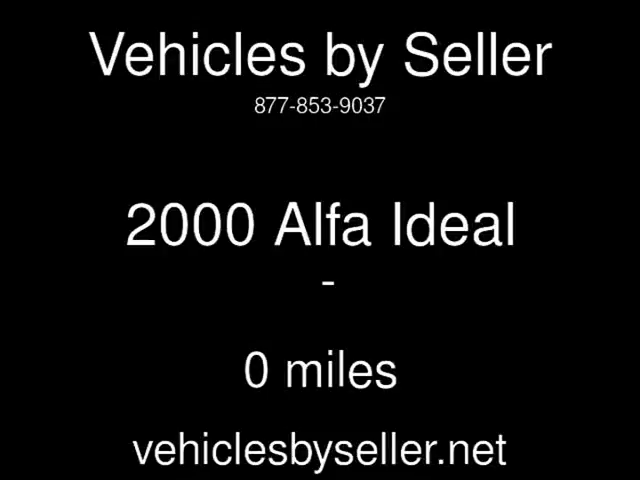 Vehicles by Seller
877-853-9037
2000 Alfa Ideal
-
0 miles
vehiclesbyseller.net